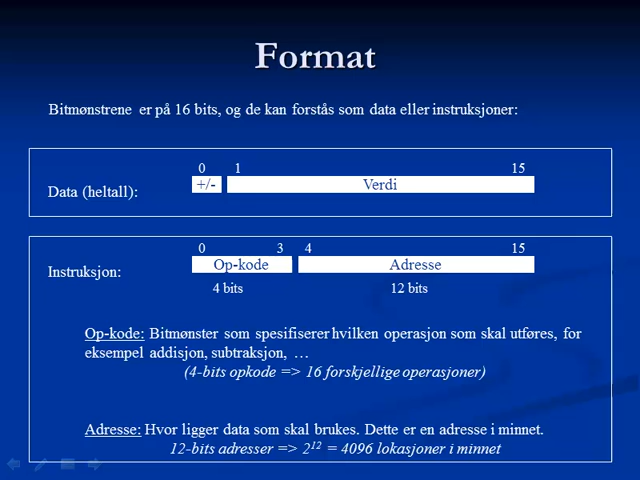 Format
Bitmønstrene er på 16 bits, og de kan forstås som data eller instruksjoner:
0 1 15
Data (heltall): +/- Verdi
0 3 4 15
Instruksjon: Op-kode Adresse
4 bits 12 bits
Op-kode: Bitmønster som spesifiserer hvilken operasjon som skal utføres, for
eksempel addisjon, subtraksjon, …
(4-bits opkode => 16 forskjellige operasjoner)
Adresse: Hvor ligger data som skal brukes. Dette er en adresse i minnet.
12-bits adresser => 2¹² = 4096 lokasjoner i minnet